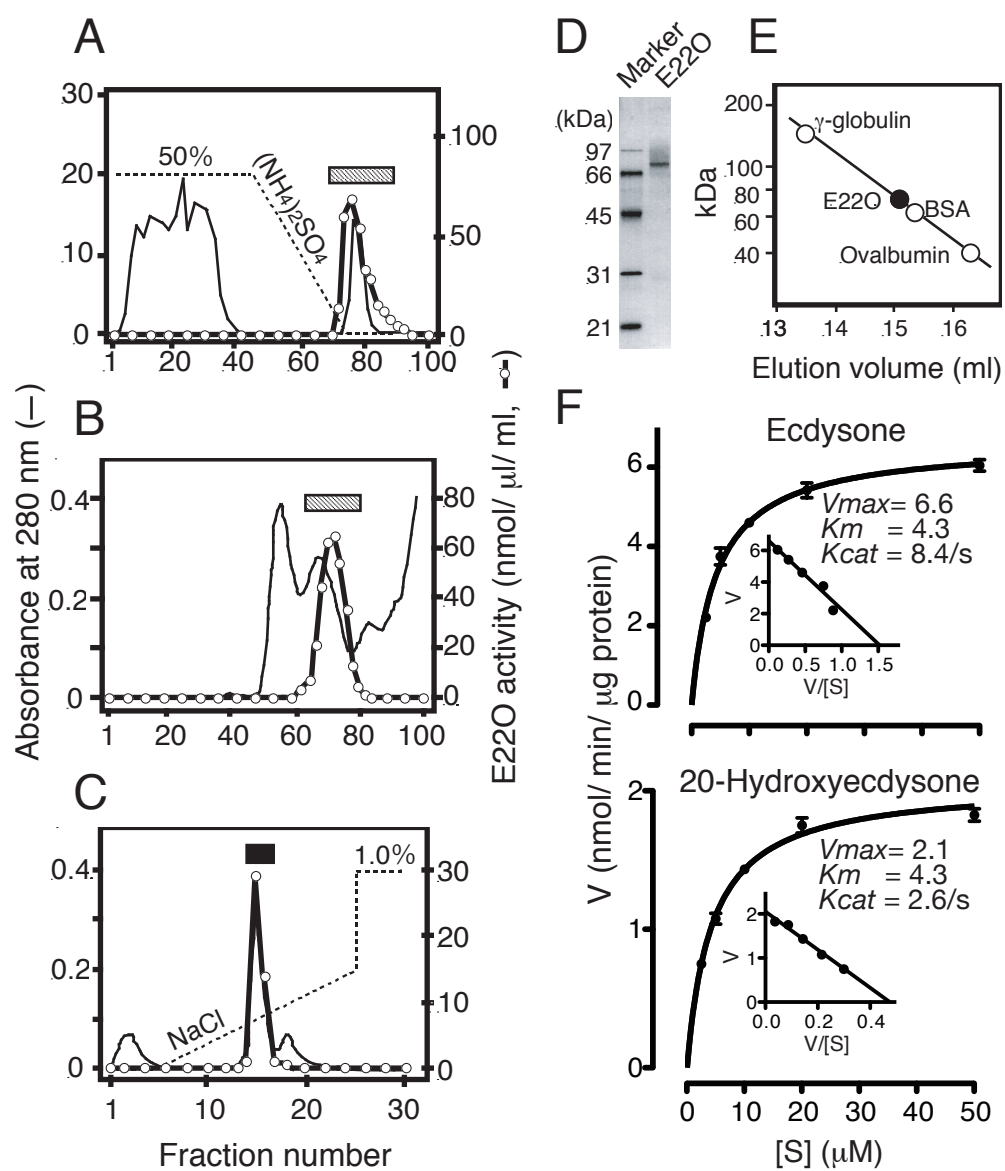 A
30
20
10
0
100
50
0
50%
(NH4)2SO4
1 20 40 60 80 100
B
0.4
0.2
0
80
60
40
20
0
1 20 40 60 80 100
C
0.4
0.2
0
30
20
10
0
1.0%
NaCl
1 10 20 30
Fraction number
Absorbance at 280 nm (—)
E22O activity (nmol/ μl/ ml, )
D
Marker
E22O
(kDa)
97
66
45
31
21
E
kDa
200
100
80
60
40
γ-globulin
E22O
BSA
Ovalbumin
13 14 15 16
Elution volume (ml)
F
Ecdysone
6
4
2
0
Vmax= 6.6
Km = 4.3
Kcat = 8.4/s
V
6
4
2
0
0.0 0.5 1.0 1.5
V/[S]
20-Hydroxyecdysone
2
1
0
Vmax= 2.1
Km = 4.3
Kcat = 2.6/s
V
2
1
0
0.0 0.2 0.4
V/[S]
0 10 20 30 40 50
[S] (μM)
V (nmol/ min/ μg protein)